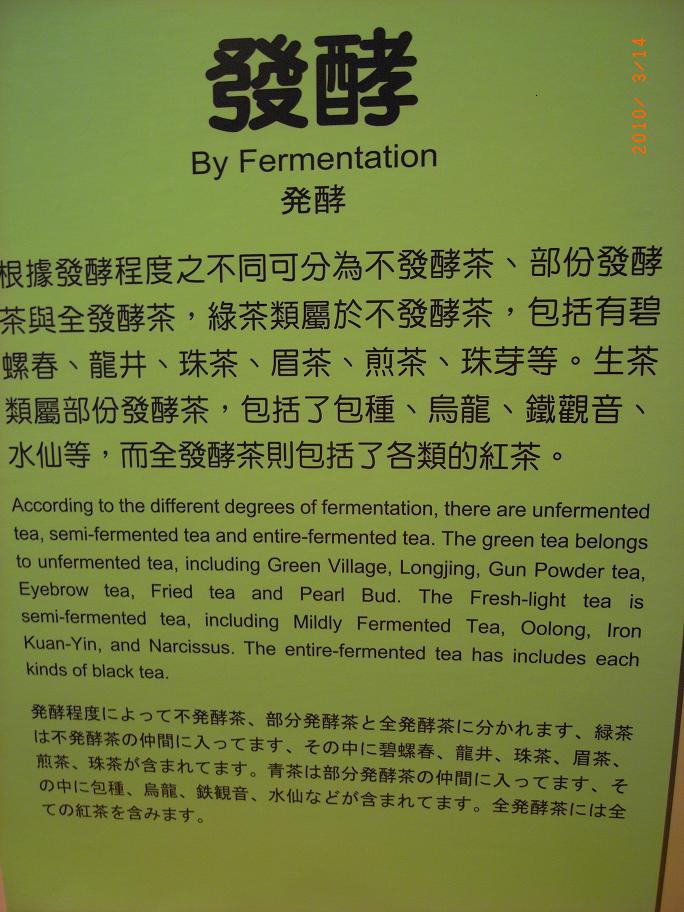 發酵
By Fermentation
発酵
根據發酵程度之不同可分為不發酵茶、部份發酵
茶與全發酵茶，綠茶類屬於不發酵茶，包括有碧
螺春、龍井、珠茶、眉茶、煎茶、珠芽等。生茶
類屬部份發酵茶，包括了包種、烏龍、鐵觀音、
水仙等，而全發酵茶則包括了各類的紅茶。
According to the different degrees of fermentation, there are unfermented
tea, semi-fermented tea and entire-fermented tea. The green tea belongs
to unfermented tea, including Green Village, Longjing, Gun Powder tea,
Eyebrow tea, Fried tea and Pearl Bud. The Fresh-light tea is
semi-fermented tea, including Mildly Fermented Tea, Oolong, Iron
Kuan-Yin, and Narcissus. The entire-fermented tea has includes each
kinds of black tea.
発酵程度によって不発酵茶、部分発酵茶と全発酵茶に分かれます、緑茶
は不発酵茶の仲間に入ってます、その中に碧螺春、龍井、珠茶、眉茶、
煎茶、珠茶が含まれてます。青茶は部分発酵茶の仲間に入ってます、そ
の中に包種、烏龍、鉄観音、水仙などが含まれてます。全発酵茶には全
ての紅茶を含みます。
2010/ 3/14